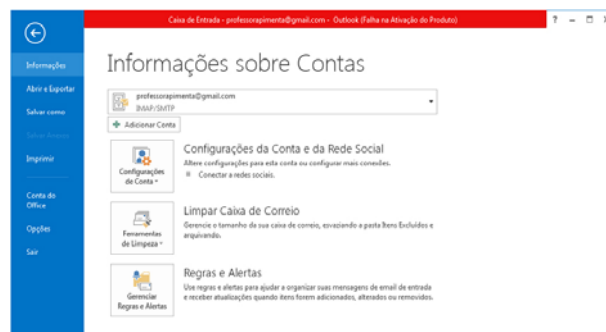 Caixa de Entrada - professorapimenta@gmail.com - Outlook (Falha na Ativação do Produto)
?
Informações
Abrir e Exportar
Salvar como
Salvar Anexos
Imprimir
Conta do
Office
Opções
Sair
Informações sobre Contas
professorapimenta@gmail.com
IMAP/SMTP
Adicionar Conta
Configurações
de Conta
Configurações da Conta e da Rede Social
Altere configurações para esta conta ou configurar mais conexões.
Conectar a redes sociais.
Ferramentas
de Limpeza
Limpar Caixa de Correio
Gerencie o tamanho da sua caixa de correio, esvaziando a pasta Itens Excluídos e
arquivando.
Gerenciar
Regras e Alertas
Regras e Alertas
Use regras e alertas para ajudar a organizar suas mensagens de email de entrada
e receber atualizações quando itens forem adicionados, alterados ou removidos.